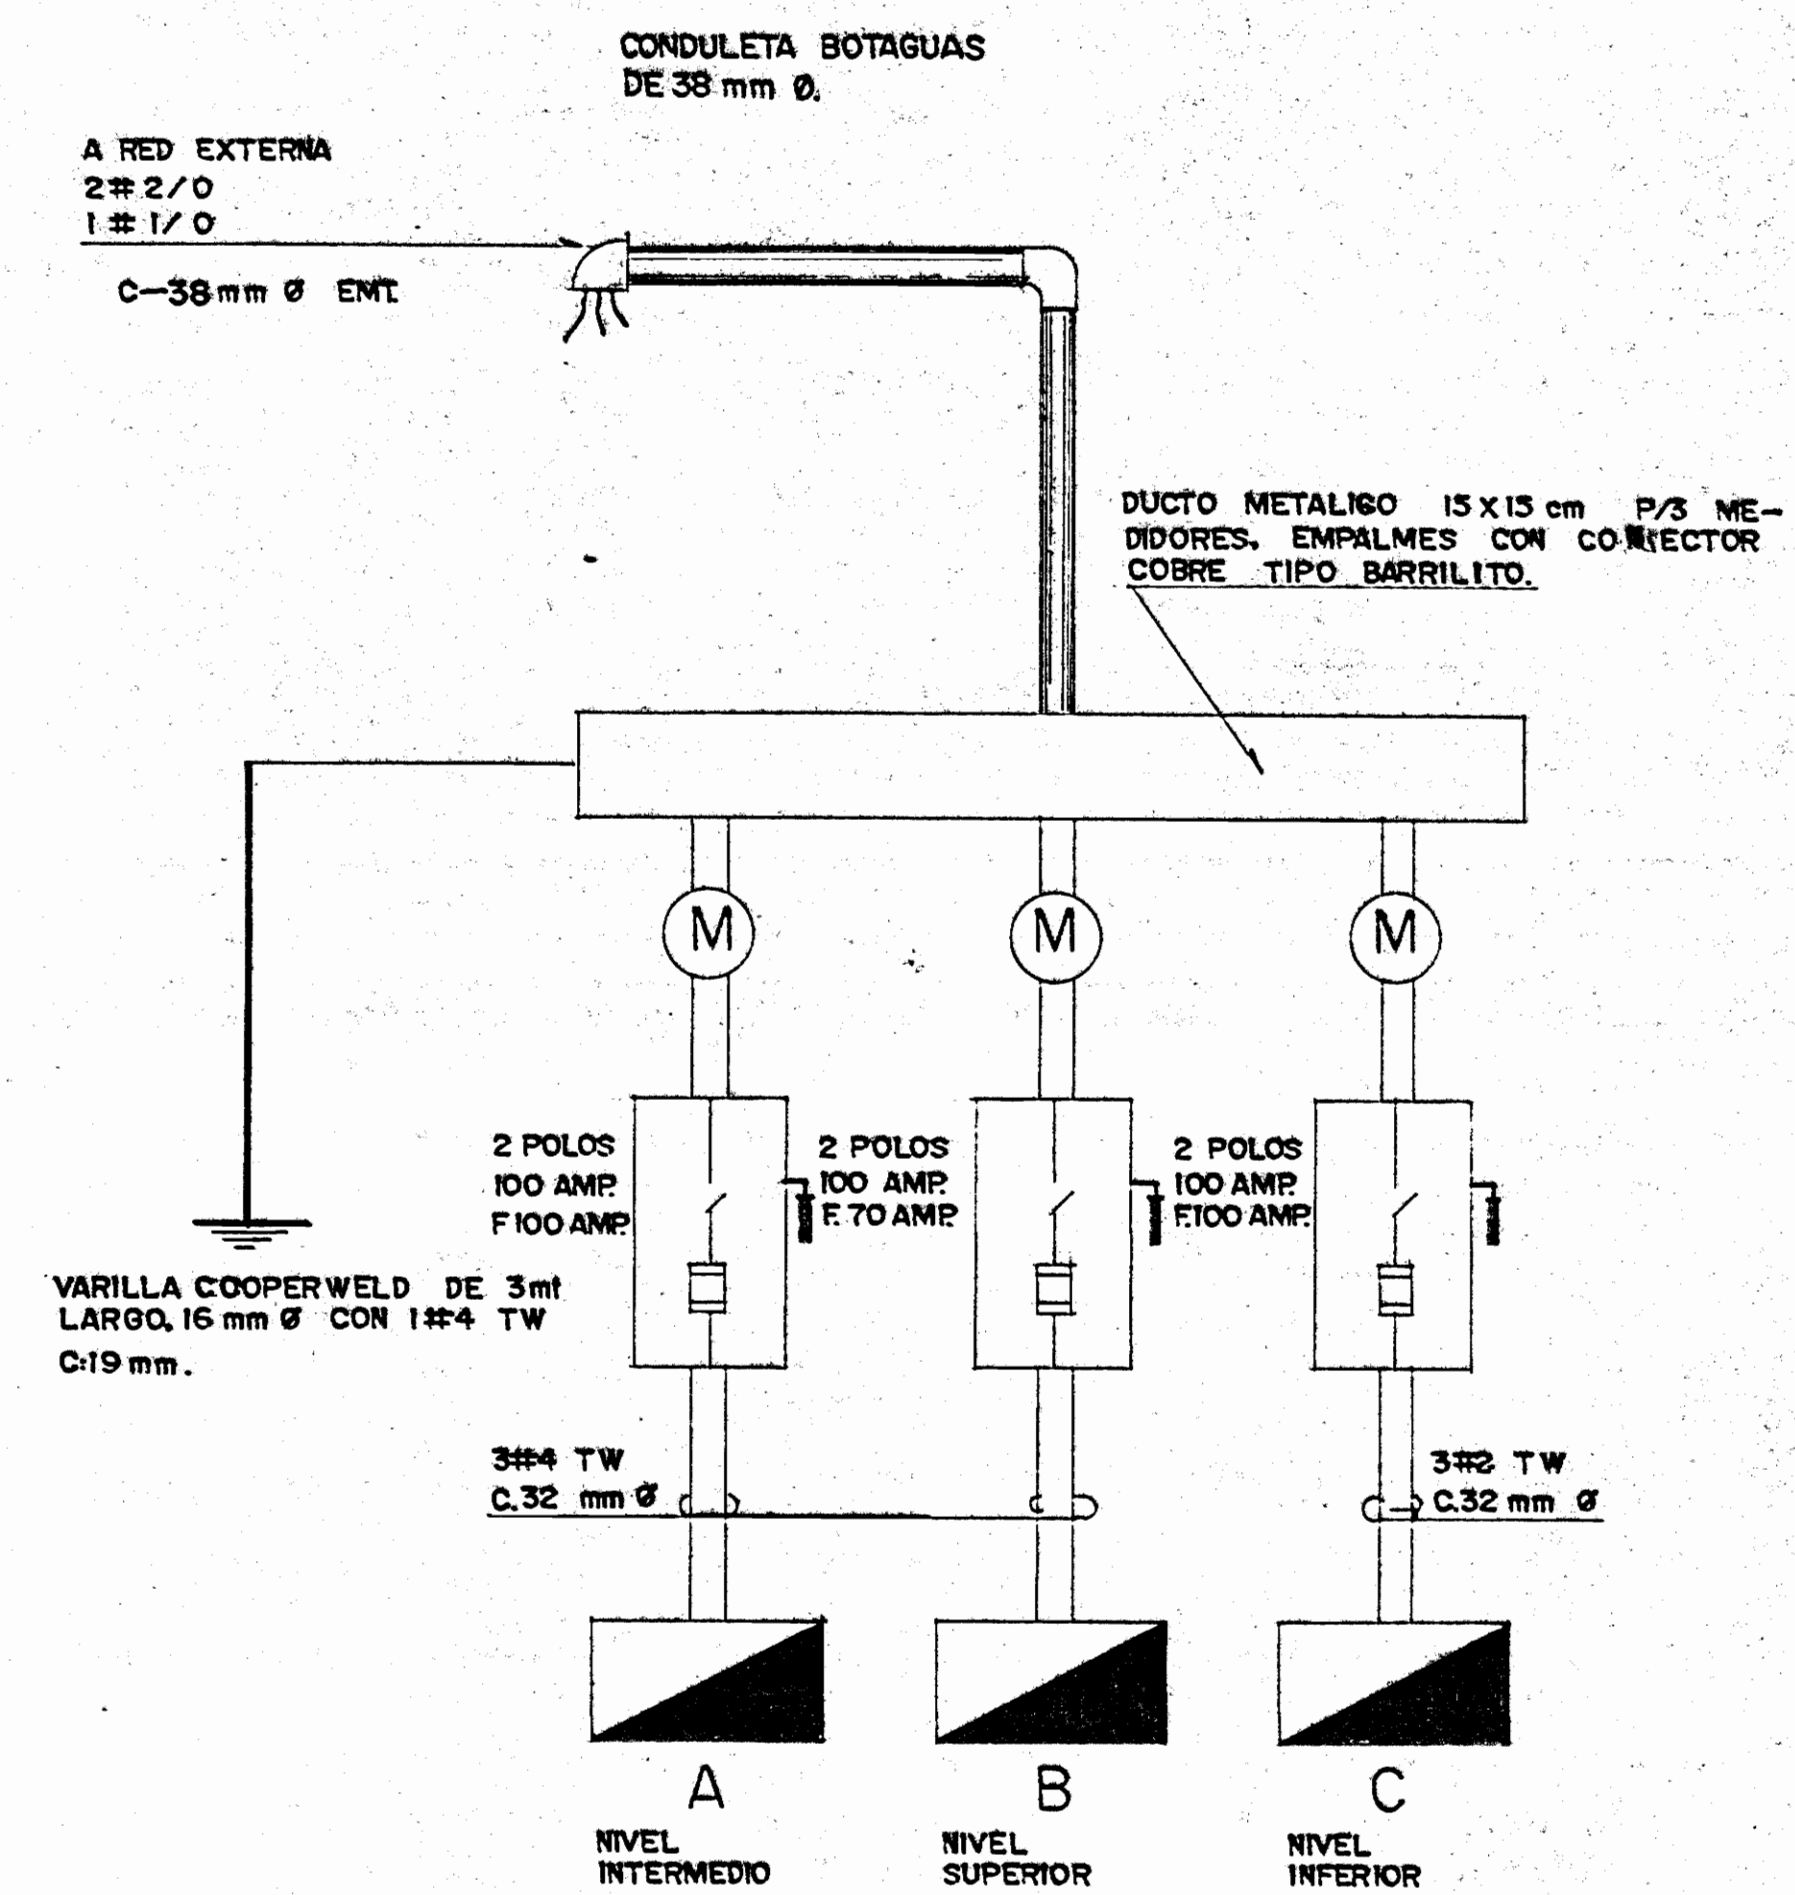 CONDULETA BOTAGUAS
DE 38 mm Ø.
A RED EXTERNA
2# 2/0
1# 1/0
C-38mm Ø EMT.
DUCTO METALICO 15 X 15 cm P/3 ME-
DIDORES. EMPALMES CON CONECTOR
COBRE TIPO BARRILITO.
M
M
M
2 POLOS
100 AMP.
F 100 AMP.
2 POLOS
100 AMP.
F. 70 AMP.
2 POLOS
100 AMP.
F.100 AMP.
VARILLA COOPERWELD DE 3mt
LARGO. 16 mm Ø CON 1#4 TW
C:19 mm.
3#4 TW
C.32 mm Ø
3#2 TW
C.32 mm Ø
A
NIVEL
INTERMEDIO
B
NIVEL
SUPERIOR
C
NIVEL
INFERIOR